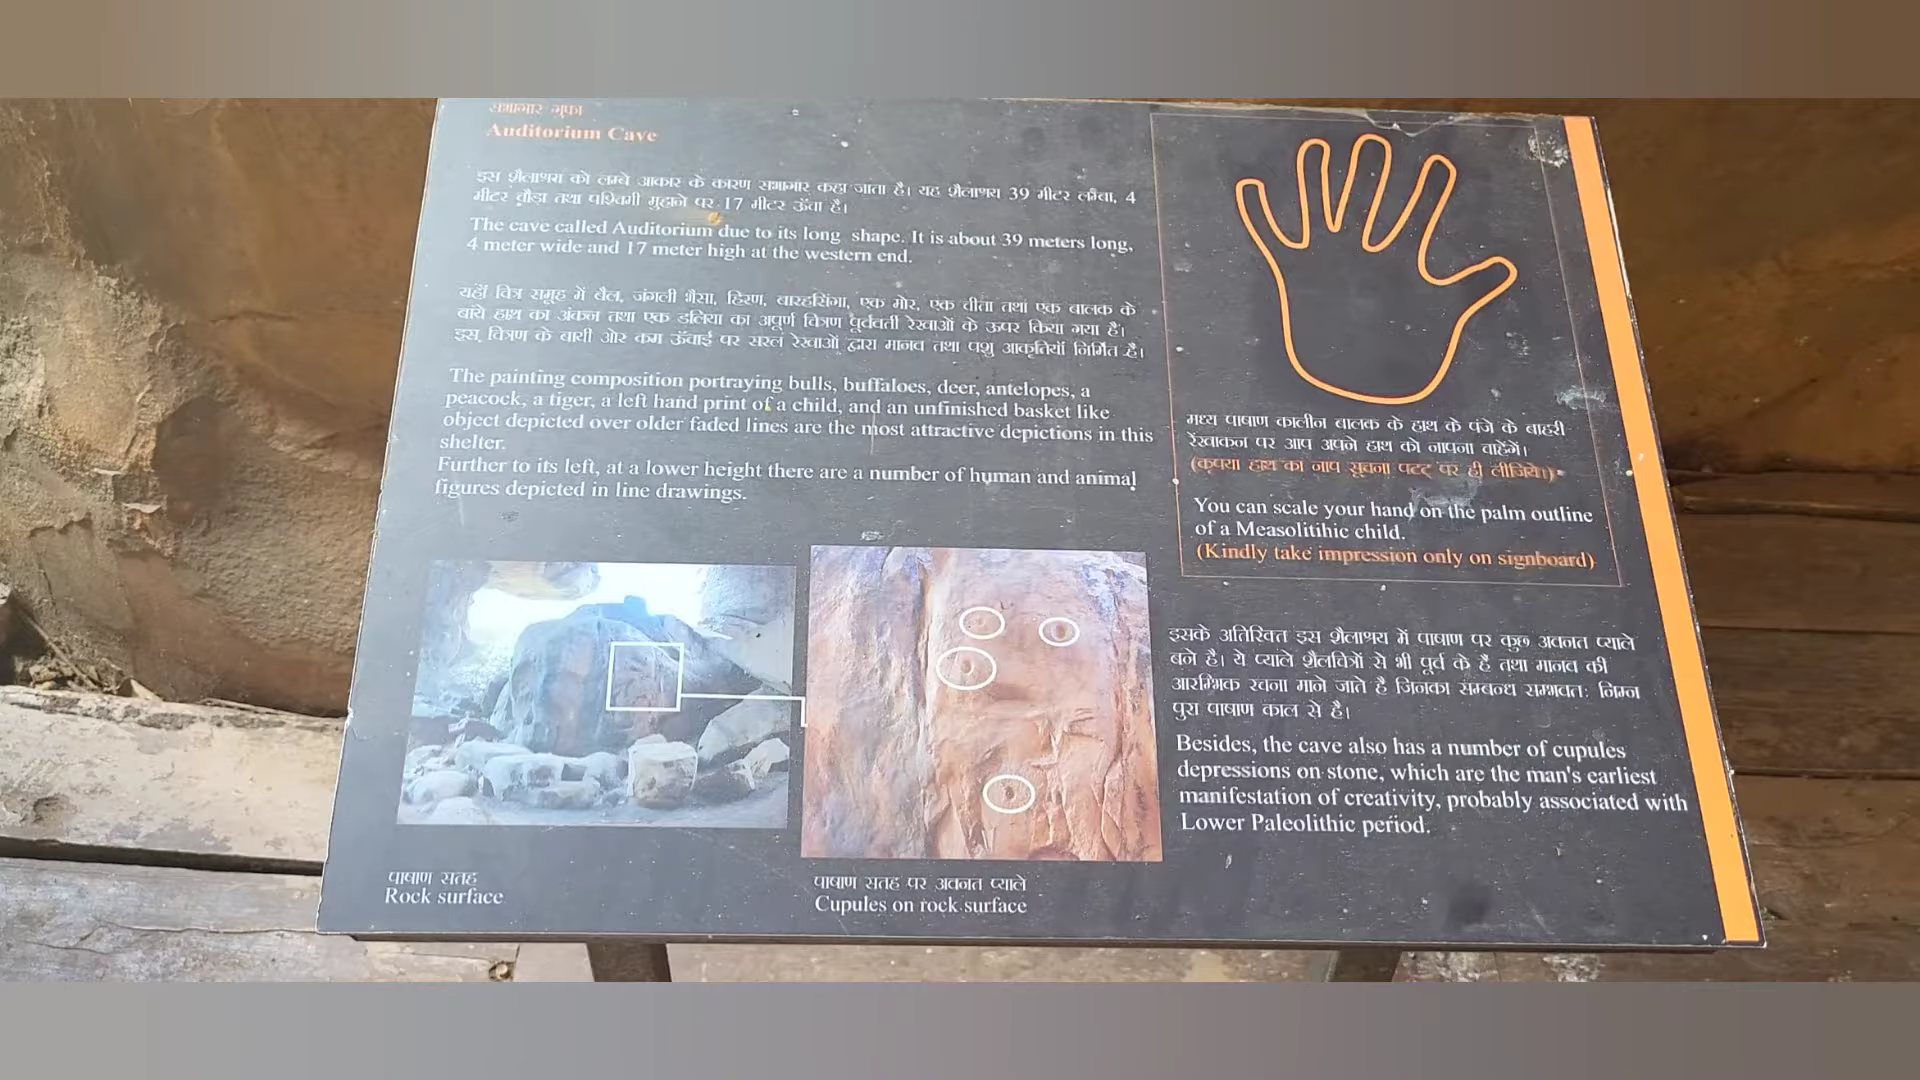 सभागार गुफा
Auditorium Cave
इस शैलाश्रय को लम्बे आकार के कारण सभागार कहा जाता है। यह शैलाश्रय 39 मीटर लम्बा, 4
मीटर चौड़ा तथा पश्चिमी मुहाने पर 17 मीटर ऊँचा है।
The cave called Auditorium due to its long shape. It is about 39 meters long,
4 meter wide and 17 meter high at the western end.
यहाँ चित्र समूह में बैल, जंगली भैंसा, हिरण, बारहसिंगा, एक मोर, एक चीता तथा एक बालक के
बांये हाथ का अंकन तथा एक डलिया का अपूर्ण चित्रण पूर्ववर्ती रेखाओं के ऊपर किया गया है।
इस चित्रण के बायी ओर कम ऊँचाई पर सरल रेखाओं द्वारा मानव तथा पशु आकृतियाँ निर्मित है।
The painting composition portraying bulls, buffaloes, deer, antelopes, a
peacock, a tiger, a left hand print of a child, and an unfinished basket like
object depicted over older faded lines are the most attractive depictions in this
shelter.
Further to its left, at a lower height there are a number of human and animal
figures depicted in line drawings.
पाषाण सतह
Rock surface
पाषाण सतह पर अवनत प्याले
Cupules on rock surface
मध्य पाषाण कालीन बालक के हाथ के पंजे के बाहरी
रेंखाकन पर आप अपने हाथ को नापना चाहेंगें।
(कृपया हाथ का नाप सूचना पटट् पर ही लीजिये।)
You can scale your hand on the palm outline
of a Measolitihic child.
(Kindly take impression only on signboard)
इसके अतिरिक्त इस शैलाश्रय में पाषाण पर कुछ अवनत प्याले
बने है। ये प्याले शैलचित्रों से भी पूर्व के है तथा मानव की
आरम्भिक रचना माने जाते है जिनका सम्बन्ध सम्भवतः निम्न
पुरा पाषाण काल से है।
Besides, the cave also has a number of cupules
depressions on stone, which are the man's earliest
manifestation of creativity, probably associated with
Lower Paleolithic period.